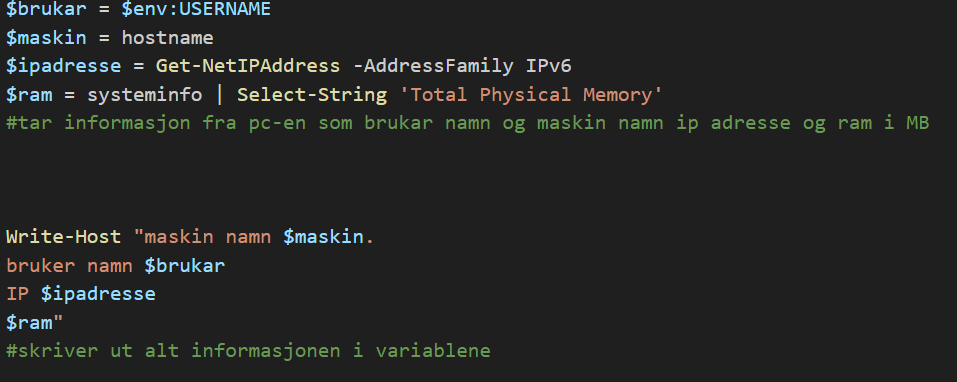 $brukar = $env:USERNAME
$maskin = hostname
$ipadresse = Get-NetIPAddress -AddressFamily IPv6
$ram = systeminfo | Select-String 'Total Physical Memory'
#tar informasjon fra pc-en som brukar namn og maskin namn ip adresse og ram i MB
Write-Host "maskin namn $maskin.
bruker namn $brukar
IP $ipadresse
$ram"
#skriver ut alt informasjonen i variablene